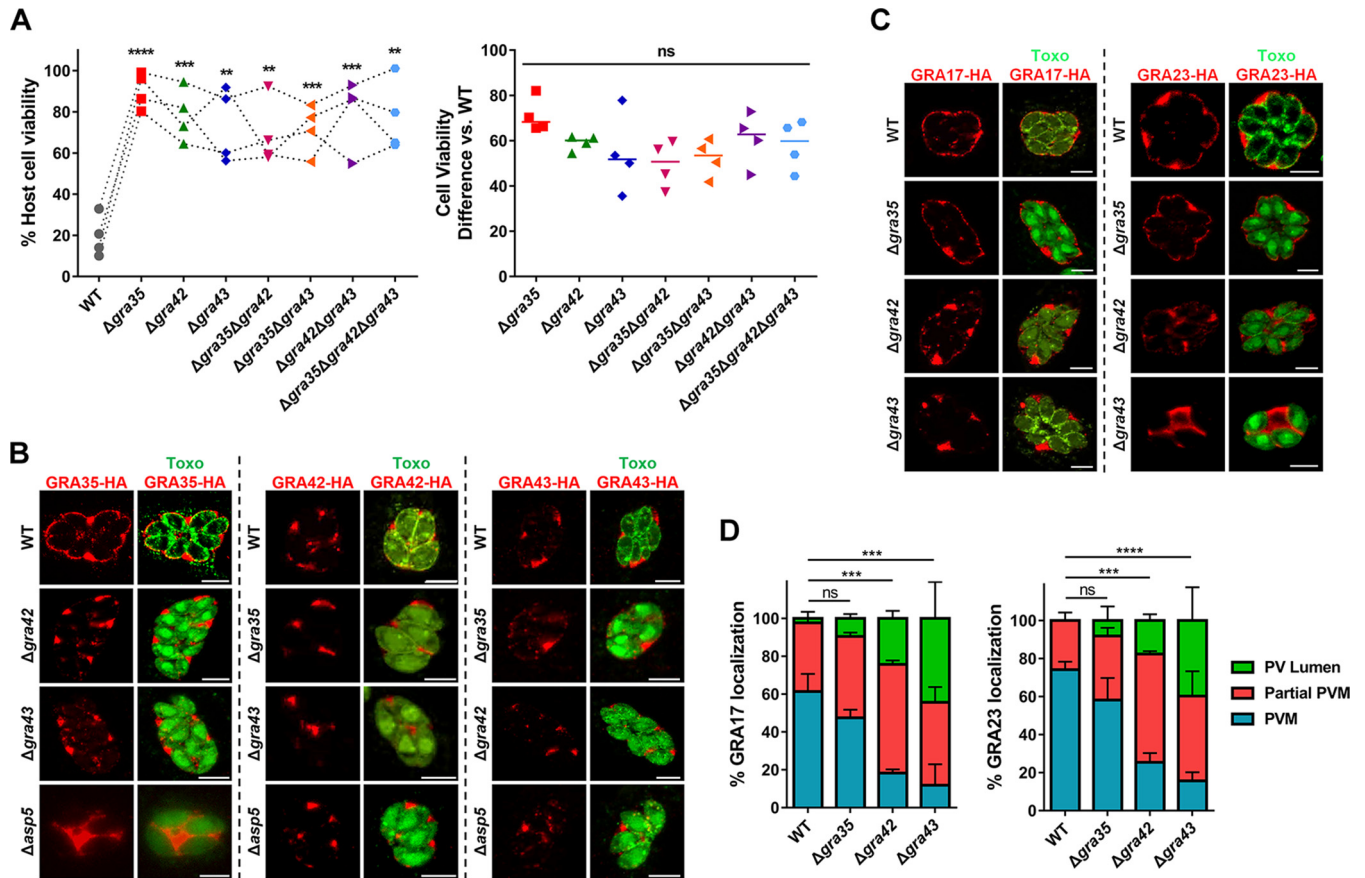 A
% Host cell viability
100
80
60
40
20
0
****
***
**
**
***
***
**
WT
Δgra35
Δgra42
Δgra43
Δgra35Δgra42
Δgra35Δgra43
Δgra42Δgra43
Δgra35Δgra42Δgra43
Cell Viability
Difference vs. WT
100
80
60
40
20
0
ns
Δgra35
Δgra42
Δgra43
Δgra35Δgra42
Δgra35Δgra43
Δgra42Δgra43
Δgra35Δgra42Δgra43
B
Toxo
GRA35-HA GRA35-HA
WT
Δgra42
Δgra43
Δasp5
Toxo
GRA42-HA GRA42-HA
WT
Δgra35
Δgra43
Δasp5
Toxo
GRA43-HA GRA43-HA
WT
Δgra35
Δgra42
Δasp5
C
Toxo
GRA17-HA GRA17-HA
WT
Δgra35
Δgra42
Δgra43
Toxo
GRA23-HA GRA23-HA
WT
Δgra35
Δgra42
Δgra43
D
% GRA17 localization
100
80
60
40
20
0
***
***
ns
WT
Δgra35
Δgra42
Δgra43
% GRA23 localization
100
80
60
40
20
0
****
***
ns
WT
Δgra35
Δgra42
Δgra43
PV Lumen
Partial PVM
PVM